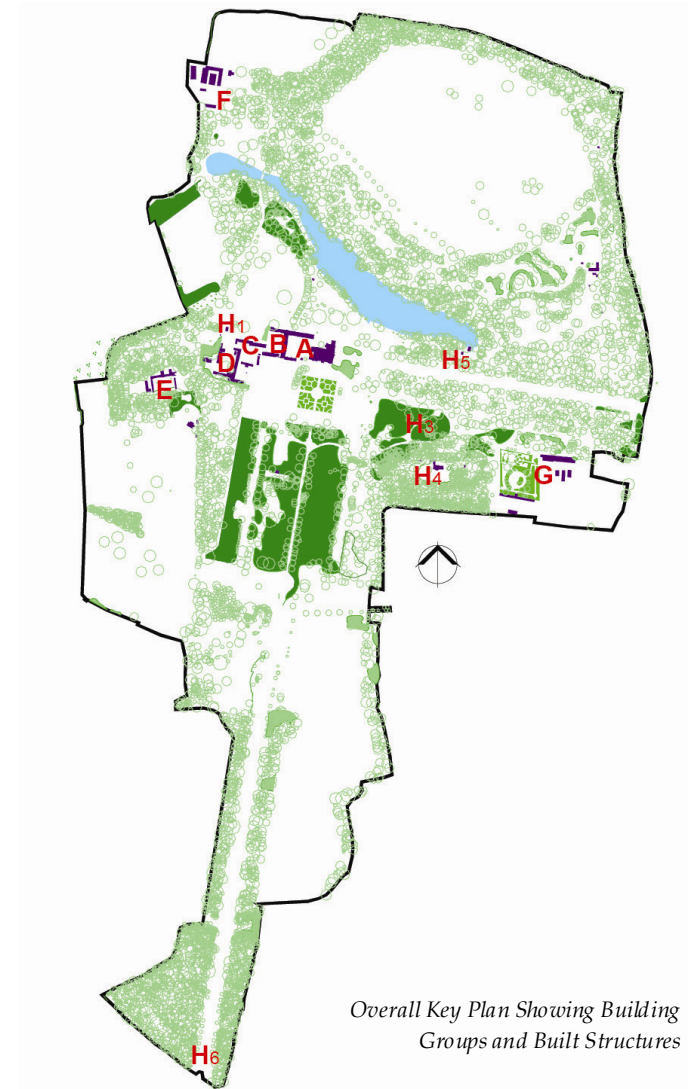 F
H1
C
B
A
D
H5
E
H3
H4
G
H6
Overall Key Plan Showing Building
Groups and Built Structures